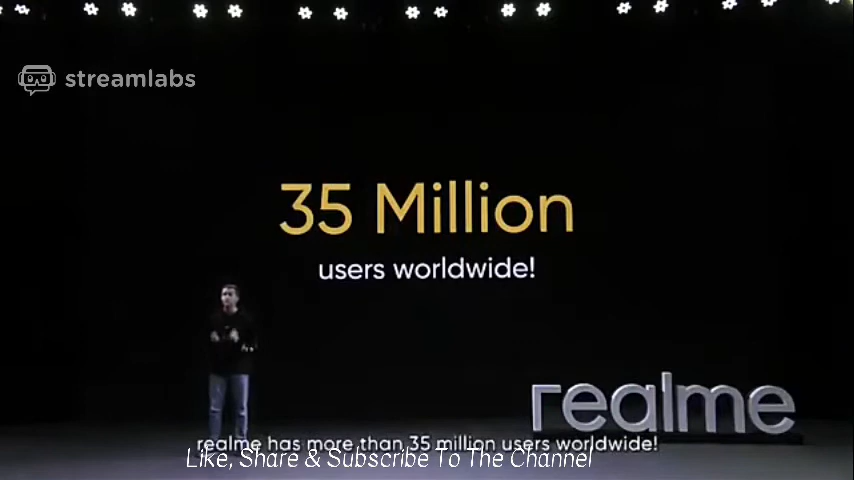 streamlabs
35 Million
users worldwide!
realme
realme has more than 35 million users worldwide!
Like, Share & Subscribe To The Channel